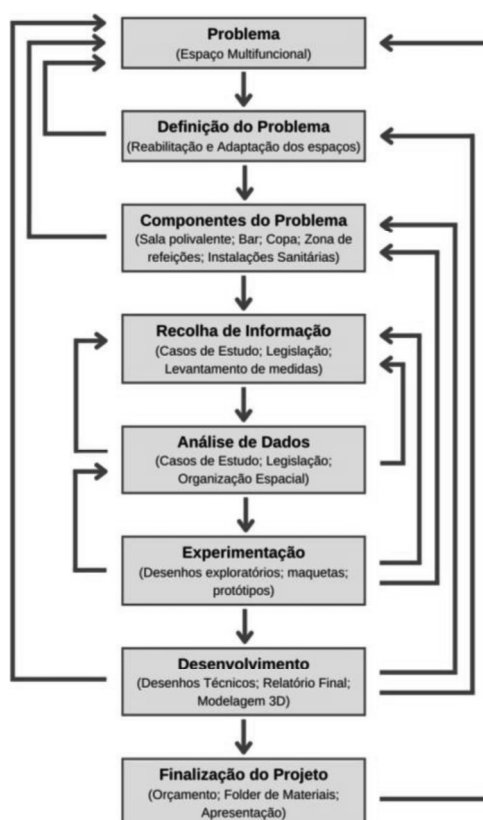 Problema
(Espaço Multifuncional)
Definição do Problema
(Reabilitação e Adaptação dos espaços)
Componentes do Problema
(Sala polivalente; Bar; Copa; Zona de
refeições; Instalações Sanitárias)
Recolha de Informação
(Casos de Estudo; Legislação;
Levantamento de medidas)
Análise de Dados
(Casos de Estudo; Legislação;
Organização Espacial)
Experimentação
(Desenhos exploratórios; maquetas;
protótipos)
Desenvolvimento
(Desenhos Técnicos; Relatório Final;
Modelagem 3D)
Finalização do Projeto
(Orçamento; Folder de Materiais;
Apresentação)